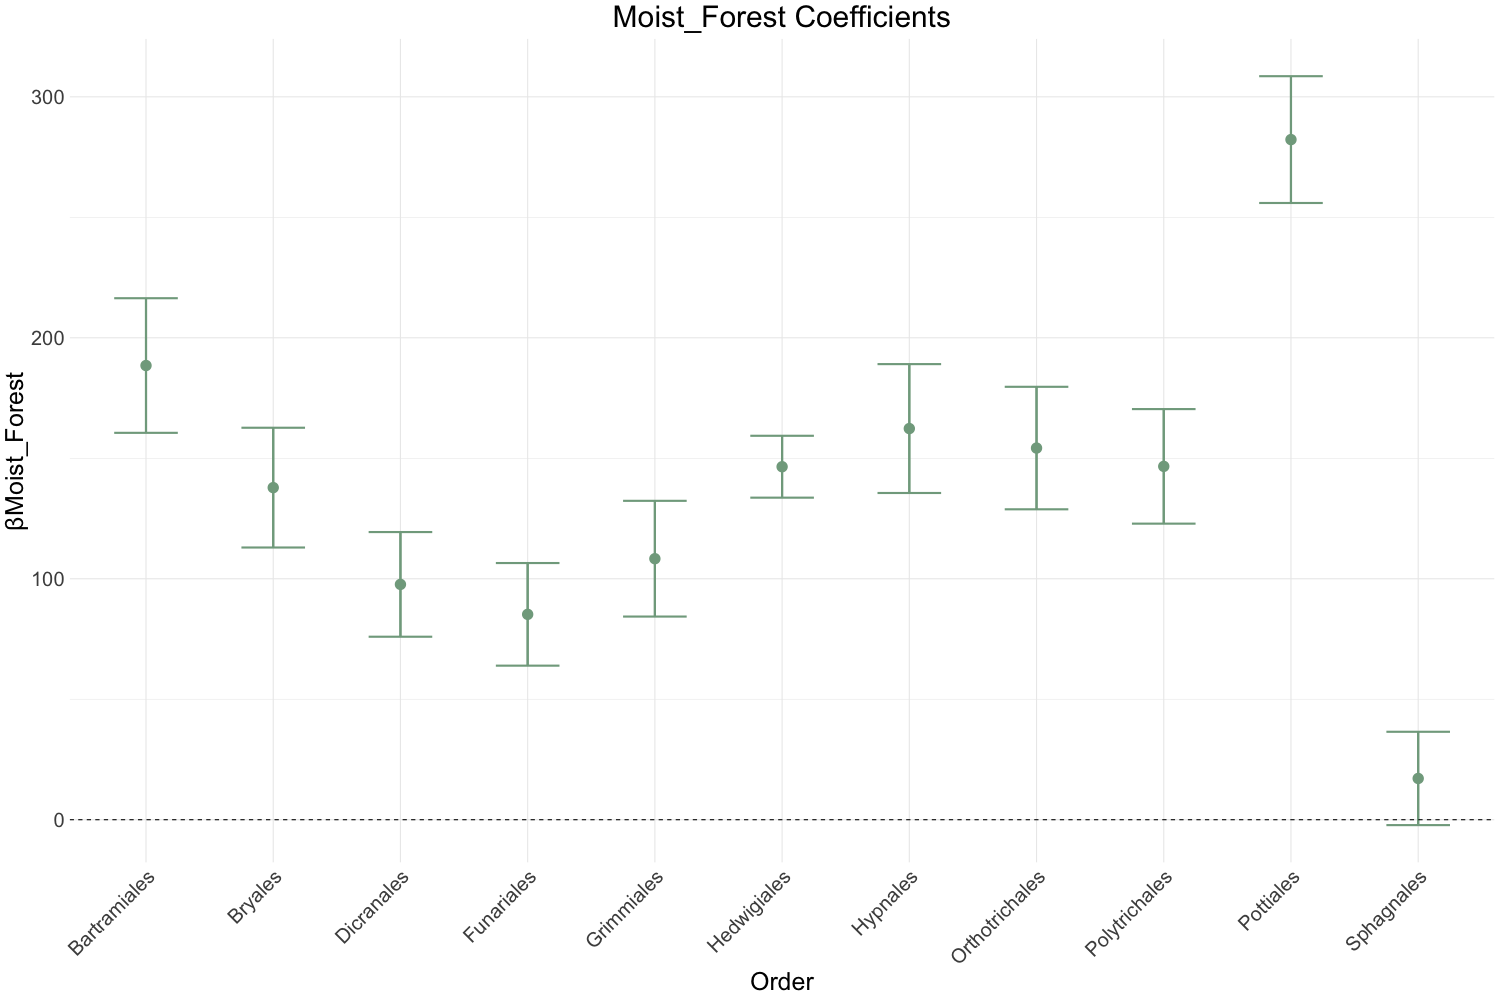 Moist_Forest Coefficients
βMoist_Forest
300
200
100
0
Bartramiales
Bryales
Dicranales
Funariales
Grimmiales
Hedwigiales
Hypnales
Orthotrichales
Polytrichales
Pottiales
Sphagnales
Order